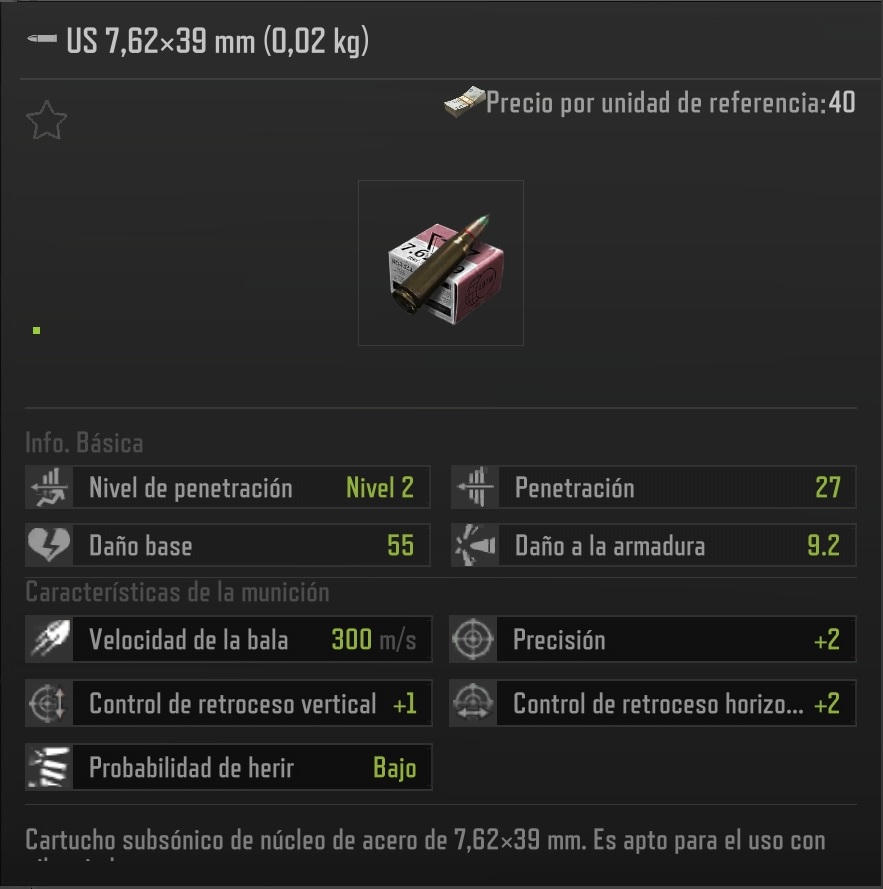 US 7,62×39 mm (0,02 kg)
Precio por unidad de referencia:40
Info. Básica
Nivel de penetración Nivel 2
Penetración 27
Daño base 55
Daño a la armadura 9.2
Características de la munición
Velocidad de la bala 300 m/s
Precisión +2
Control de retroceso vertical +1
Control de retroceso horizo... +2
Probabilidad de herir Bajo
Cartucho subsónico de núcleo de acero de 7,62×39 mm. Es apto para el uso con